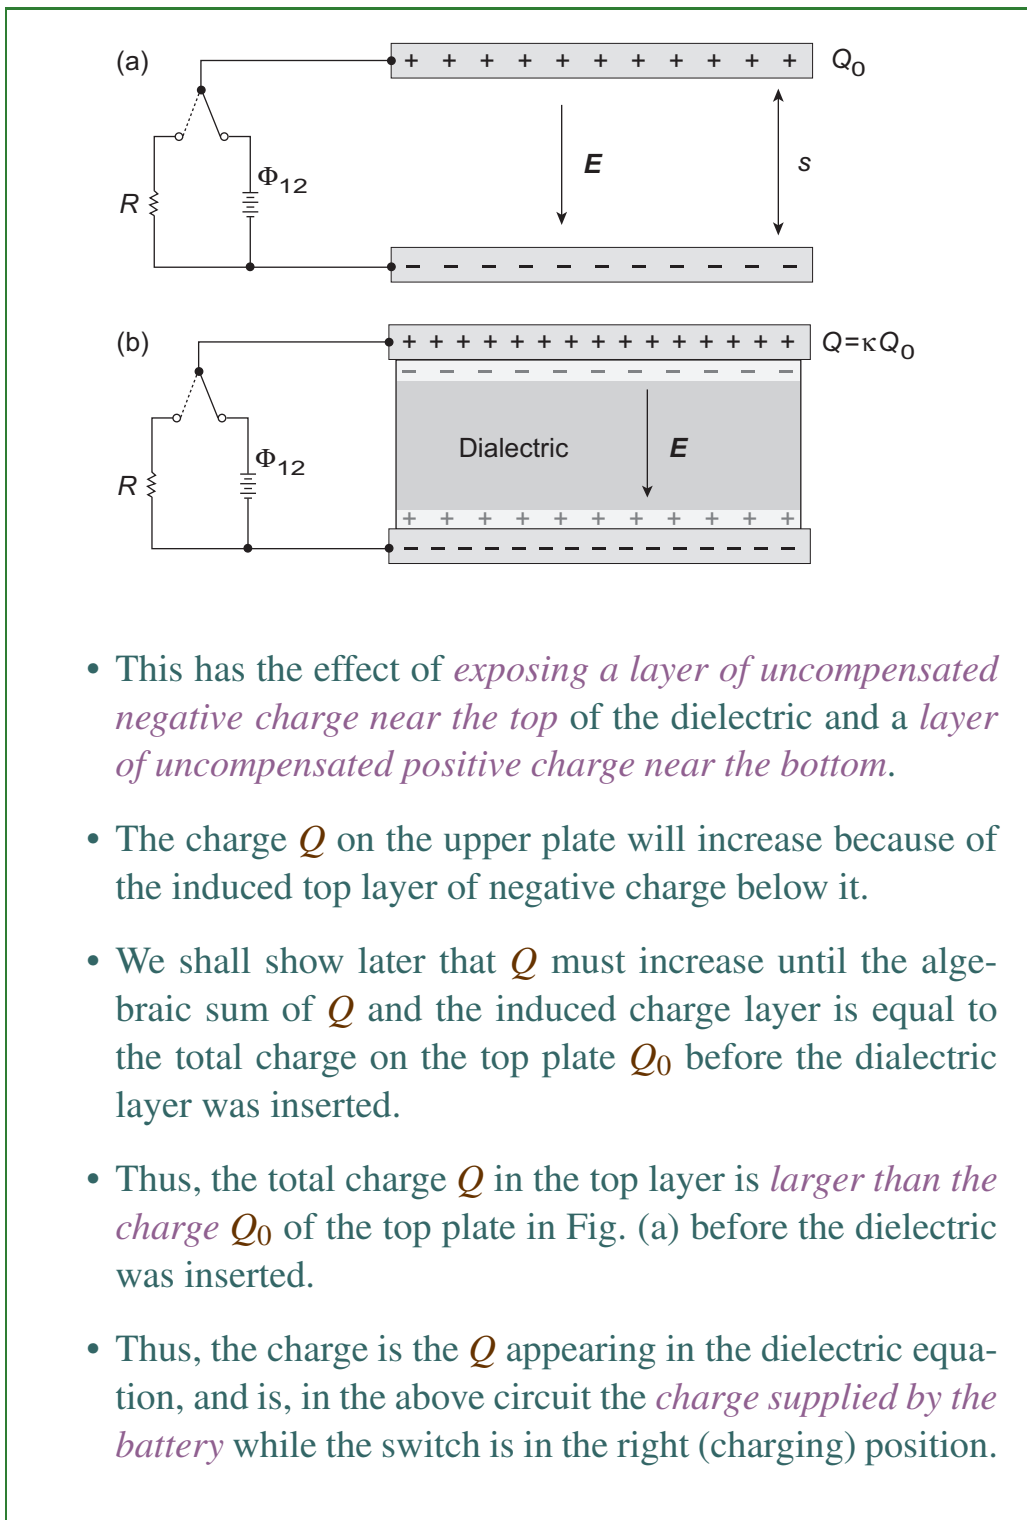 (a)
+ + + + + + + + + + +
Q0
Φ12
R
E
s
− − − − − − − − − − −
(b)
+ + + + + + + + + + + + + + +
Q=κQ0
− − − − − − − − − − −
Φ12
R
Dialectric
E
+ + + + + + + + + + +
− − − − − − − − − − − − − − − − − −
• This has the effect of exposing a layer of uncompensated
negative charge near the top of the dielectric and a layer
of uncompensated positive charge near the bottom.
• The charge Q on the upper plate will increase because of
the induced top layer of negative charge below it.
• We shall show later that Q must increase until the alge-
braic sum of Q and the induced charge layer is equal to
the total charge on the top plate Q0 before the dialectric
layer was inserted.
• Thus, the total charge Q in the top layer is larger than the
charge Q0 of the top plate in Fig. (a) before the dielectric
was inserted.
• Thus, the charge is the Q appearing in the dielectric equa-
tion, and is, in the above circuit the charge supplied by the
battery while the switch is in the right (charging) position.